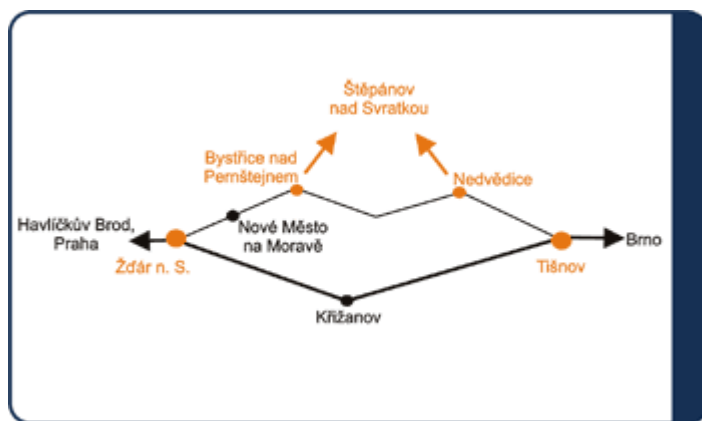 Štěpánov
nad Svratkou
Bystřice nad
Pernštejnem
Nedvědice
Havlíčkův Brod,
Praha
Nové Město
na Moravě
Brno
Žďár n. S.
Tišnov
Křižanov